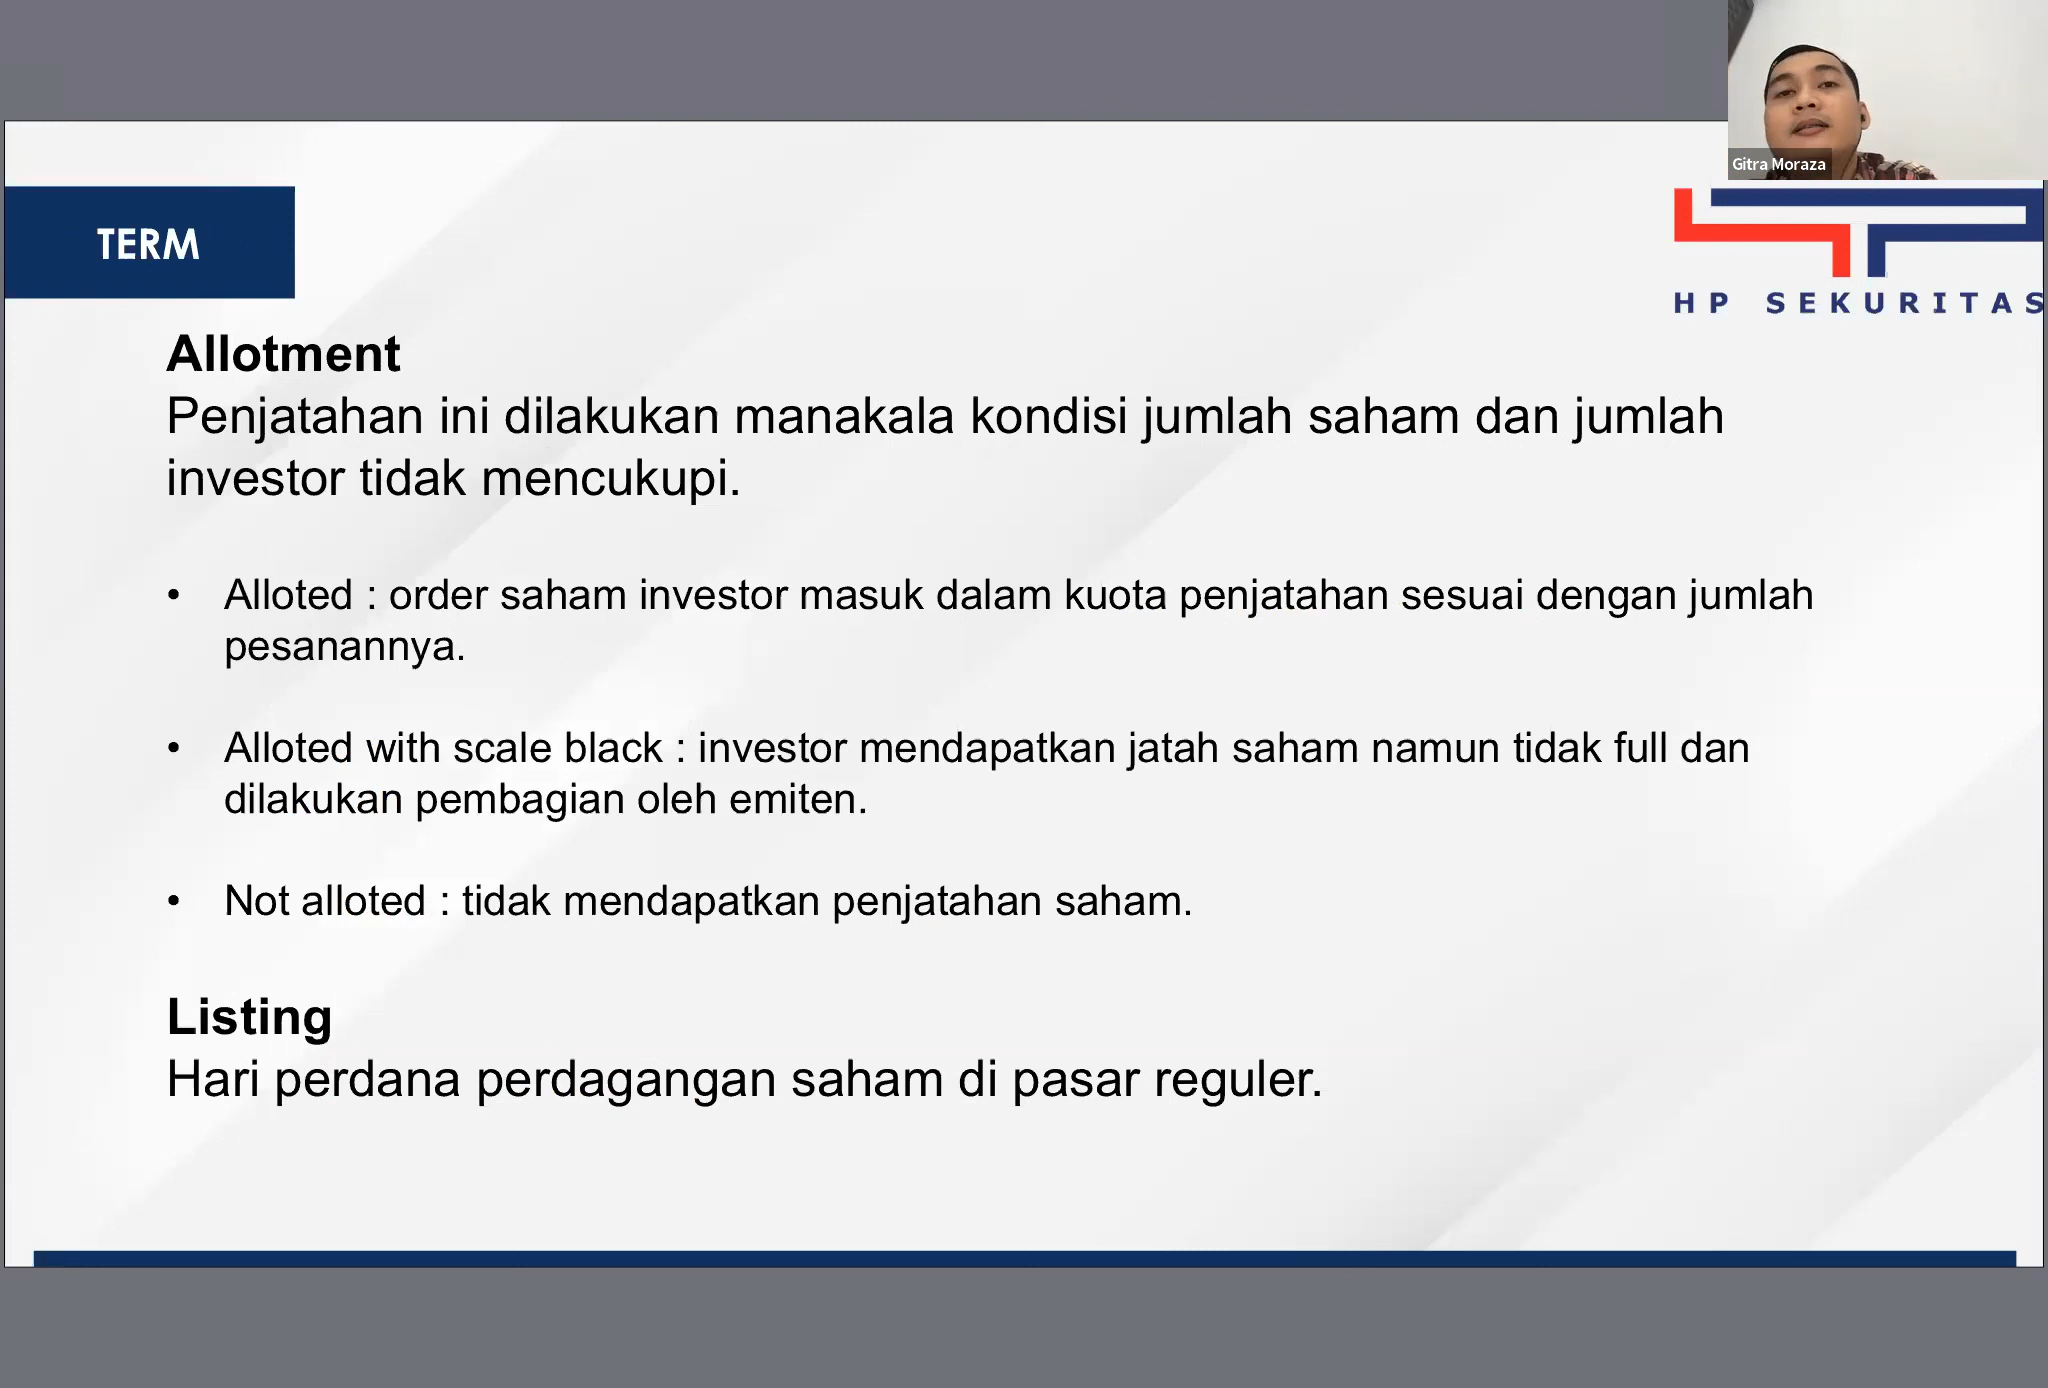 Gitra Moraza
TERM
HP SEKURITAS
Allotment
Penjatahan ini dilakukan manakala kondisi jumlah saham dan jumlah
investor tidak mencukupi.
• Alloted : order saham investor masuk dalam kuota penjatahan sesuai dengan jumlah
pesanannya.
• Alloted with scale black : investor mendapatkan jatah saham namun tidak full dan
dilakukan pembagian oleh emiten.
• Not alloted : tidak mendapatkan penjatahan saham.
Listing
Hari perdana perdagangan saham di pasar reguler.